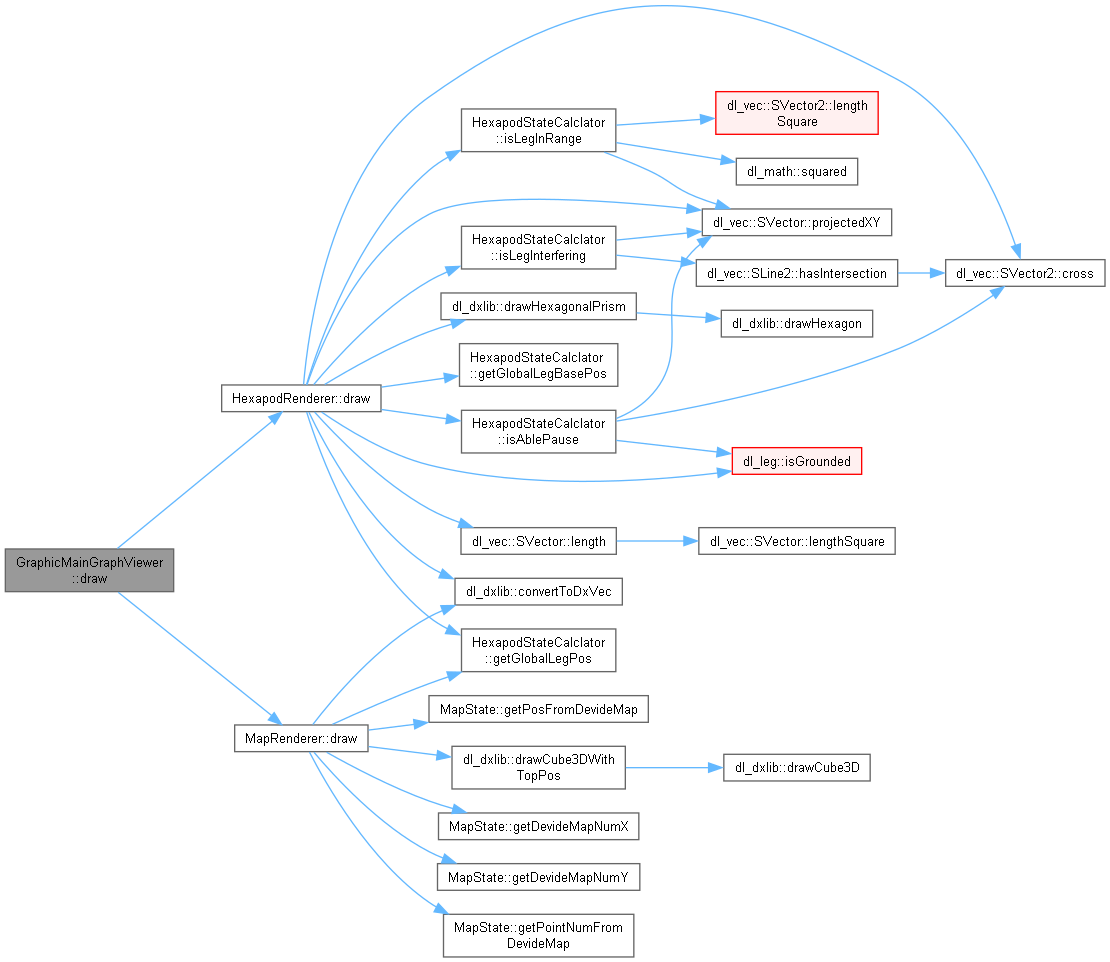 dl_vec::SVector2::length
Square
HexapodStateCalclator
::isLegInRange
dl_math::squared
dl_vec::SVector::projectedXY
HexapodStateCalclator
::isLegInterfering
dl_vec::SLine2::hasIntersection
dl_vec::SVector2::cross
dl_dxlib::drawHexagonalPrism
dl_dxlib::drawHexagon
HexapodStateCalclator
::getGlobalLegBasePos
HexapodRenderer::draw
HexapodStateCalclator
::isAblePause
dl_leg::isGrounded
dl_vec::SVector::length
dl_vec::SVector::lengthSquare
GraphicMainGraphViewer
::draw
dl_dxlib::convertToDxVec
HexapodStateCalclator
::getGlobalLegPos
MapState::getPosFromDevideMap
MapRenderer::draw
dl_dxlib::drawCube3DWith
TopPos
dl_dxlib::drawCube3D
MapState::getDevideMapNumX
MapState::getDevideMapNumY
MapState::getPointNumFrom
DevideMap